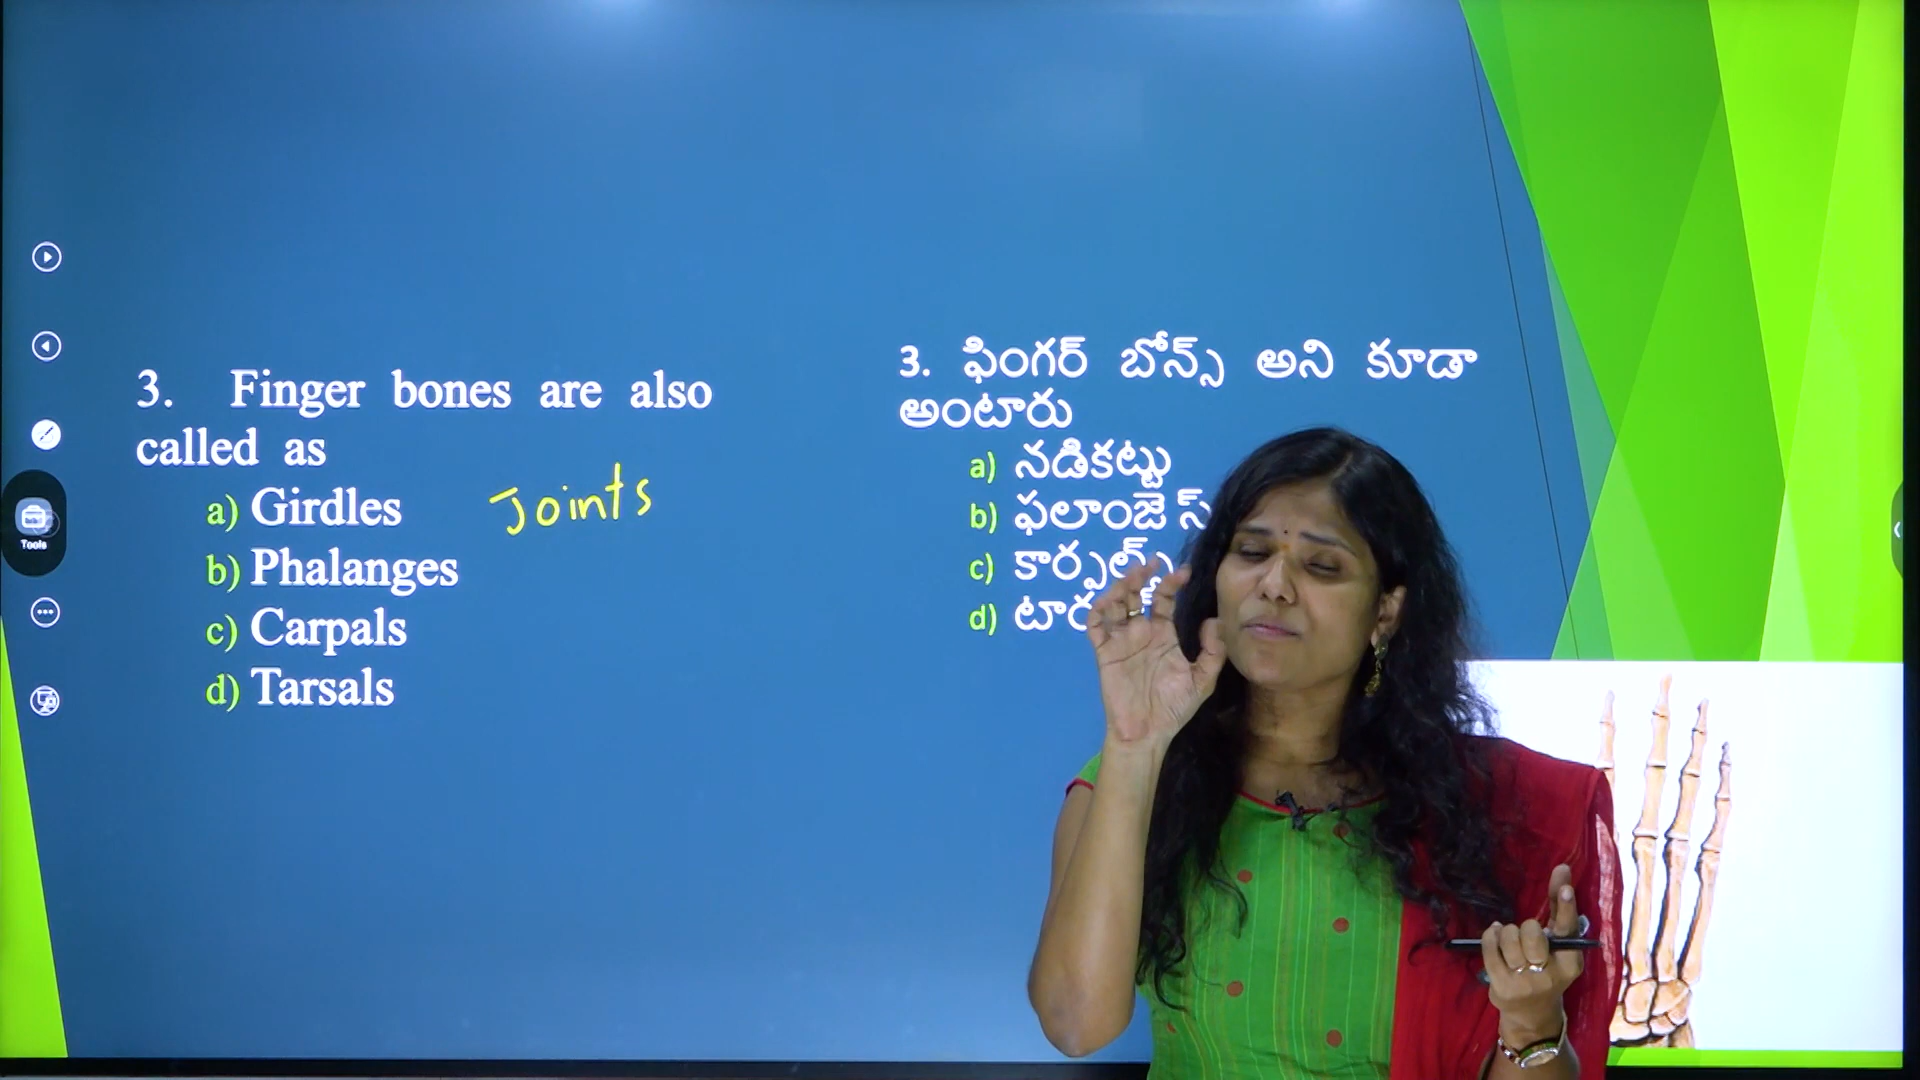 3. Finger bones are also
called as
a) Girdles
Joints
b) Phalanges
c) Carpals
d) Tarsals
3. ఫింగర్ బోన్స్ అని కూడా
అంటారు
a) నడికట్టు
b) ఫలాంజెస్
c) కార్పల్స్
d)
Tools